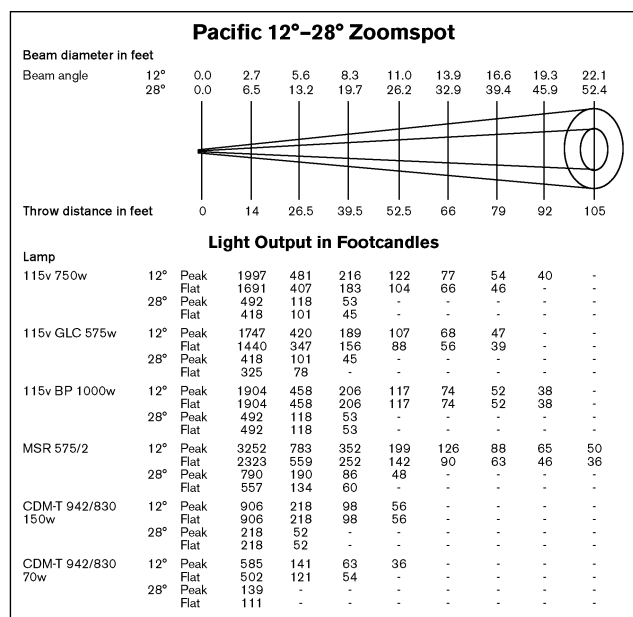 Pacific 12°–28° Zoomspot
Beam diameter in feet
Beam angle 12° 0.0 2.7 5.6 8.3 11.0 13.9 16.6 19.3 22.1
28° 0.0 6.5 13.2 19.7 26.2 32.9 39.4 45.9 52.4
Throw distance in feet 0 14 26.5 39.5 52.5 66 79 92 105
Light Output in Footcandles
Lamp
115v 750w 12° Peak 1997 481 216 122 77 54 40 -
Flat 1691 407 183 104 66 46 - -
28° Peak 492 118 53 - - - - -
Flat 418 101 45 - - - - -
115v GLC 575w 12° Peak 1747 420 189 107 68 47 - -
Flat 1440 347 156 88 56 39 - -
28° Peak 418 101 45 - - - - -
Flat 325 78 - - - - - -
115v BP 1000w 12° Peak 1904 458 206 117 74 52 38 -
Flat 1904 458 206 117 74 52 38 -
28° Peak 492 118 53 - - - - -
Flat 492 118 53 - - - - -
MSR 575/2 12° Peak 3252 783 352 199 126 88 65 50
Flat 2323 559 252 142 90 63 46 36
28° Peak 790 190 86 48 - - - -
Flat 557 134 60 - - - - -
CDM-T 942/830 12° Peak 906 218 98 56 - - - -
150w Flat 906 218 98 56 - - - -
28° Peak 218 52 - - - - - -
Flat 218 52 - - - - - -
CDM-T 942/830 12° Peak 585 141 63 36 - - - -
70w Flat 502 121 54 - - - - -
28° Peak 139 - - - - - - -
Flat 111 - - - - - - -